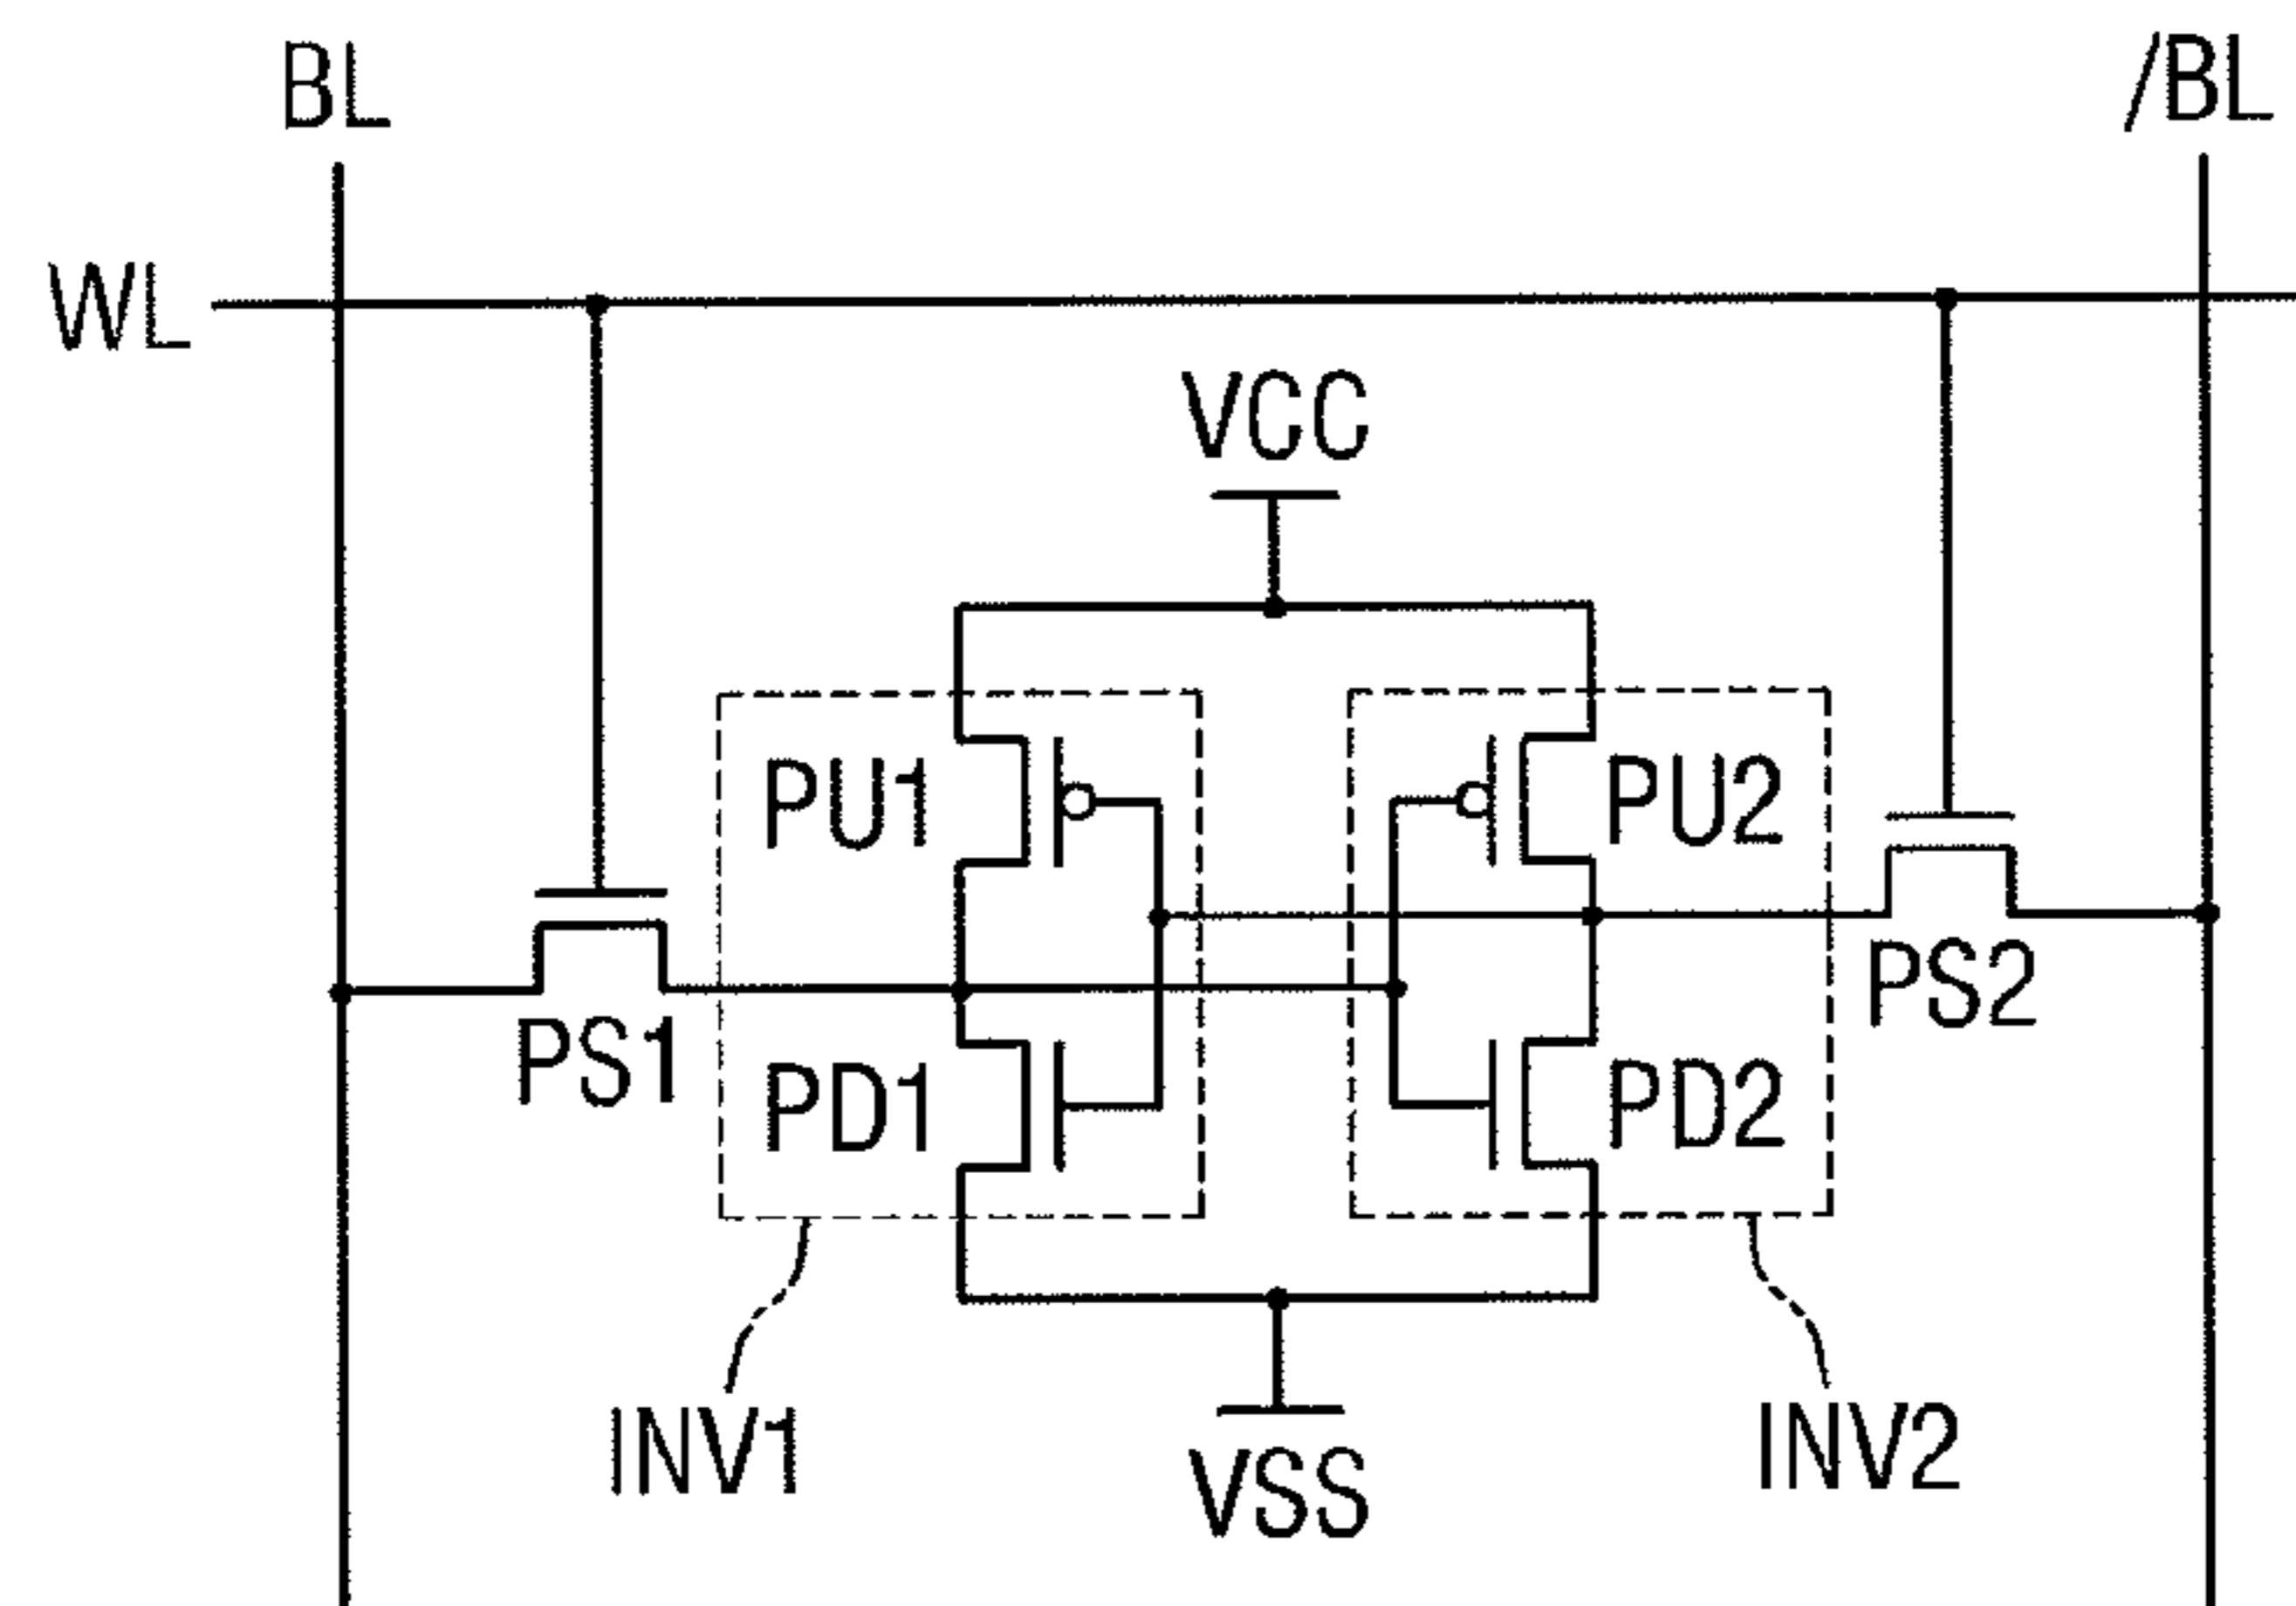 BL
/BL
WL
VCC
PU1
PU2
PS1
PS2
PD1
PD2
INV1
INV2
VSS